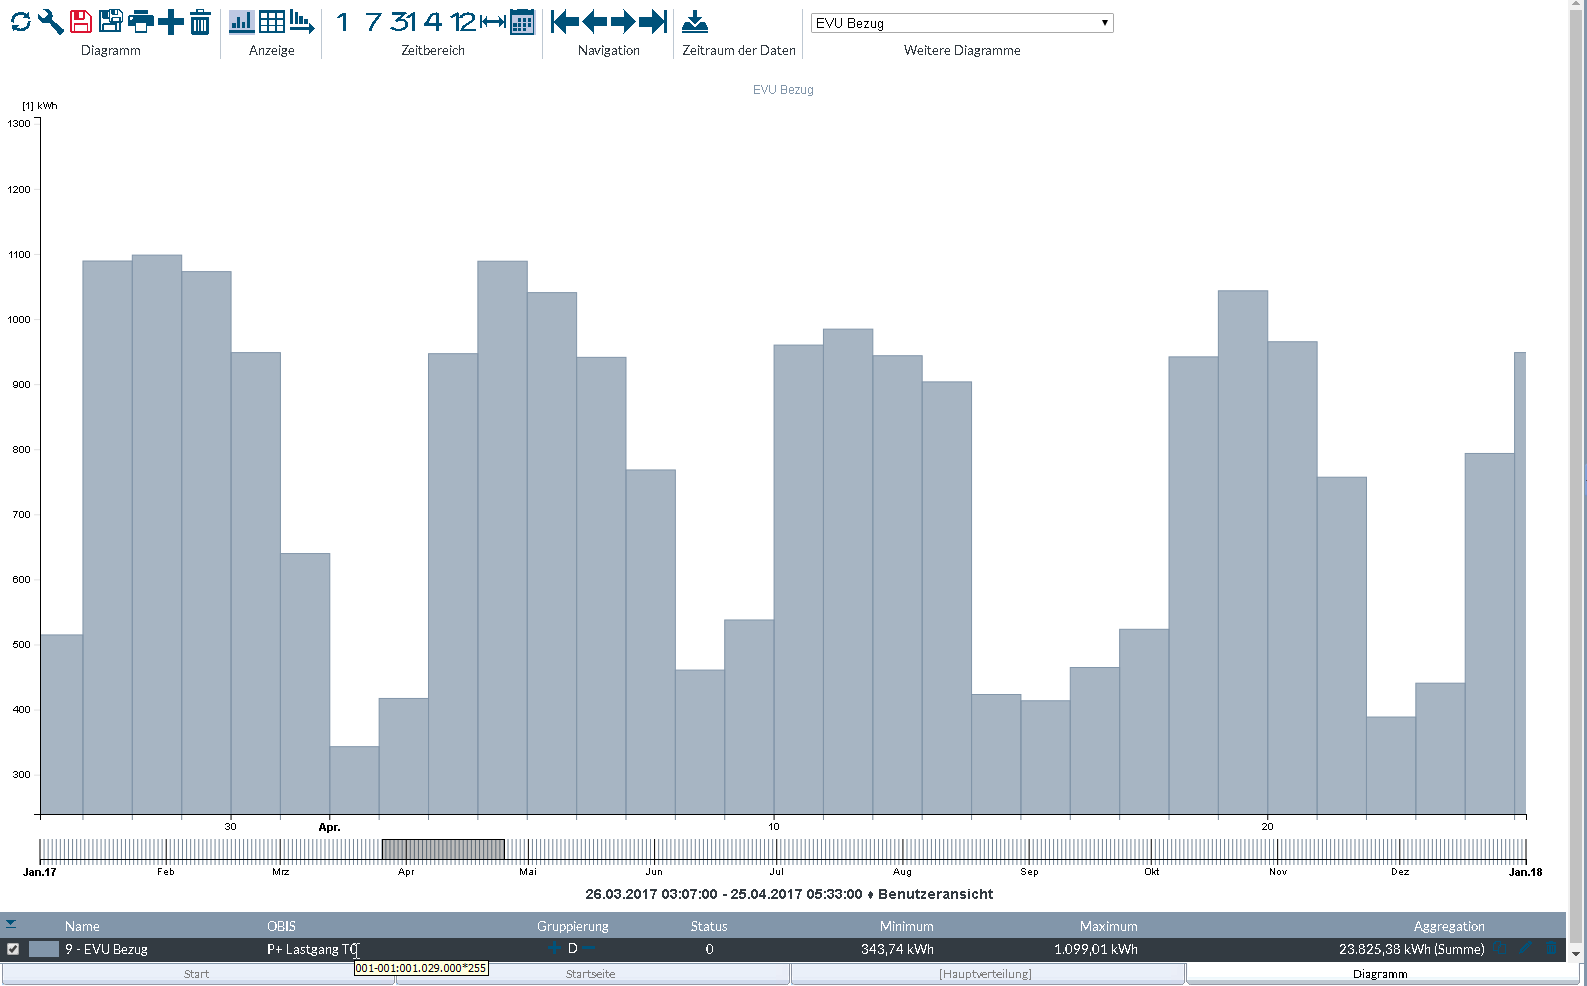 1 7 31 4 12
EVU Bezug
Diagramm Anzeige Zeitbereich Navigation Zeitraum der Daten Weitere Diagramme
EVU Bezug
[1] kWh
1300
1200
1100
1000
900
800
700
600
500
400
300
30 Apr. 10 20
Jan.17 Feb Mrz Apr Mai Jun Jul Aug Sep Okt Nov Dez Jan.18
26.03.2017 03:07:00 - 25.04.2017 05:33:00 ♦ Benutzeransicht
Name OBIS Gruppierung Status Minimum Maximum Aggregation
9 - EVU Bezug P+ Lastgang T0 + D − 0 343,74 kWh 1.099,01 kWh 23.825,38 kWh (Summe)
001-001:001.029.000*255
Start Startseite [Hauptverteilung] Diagramm